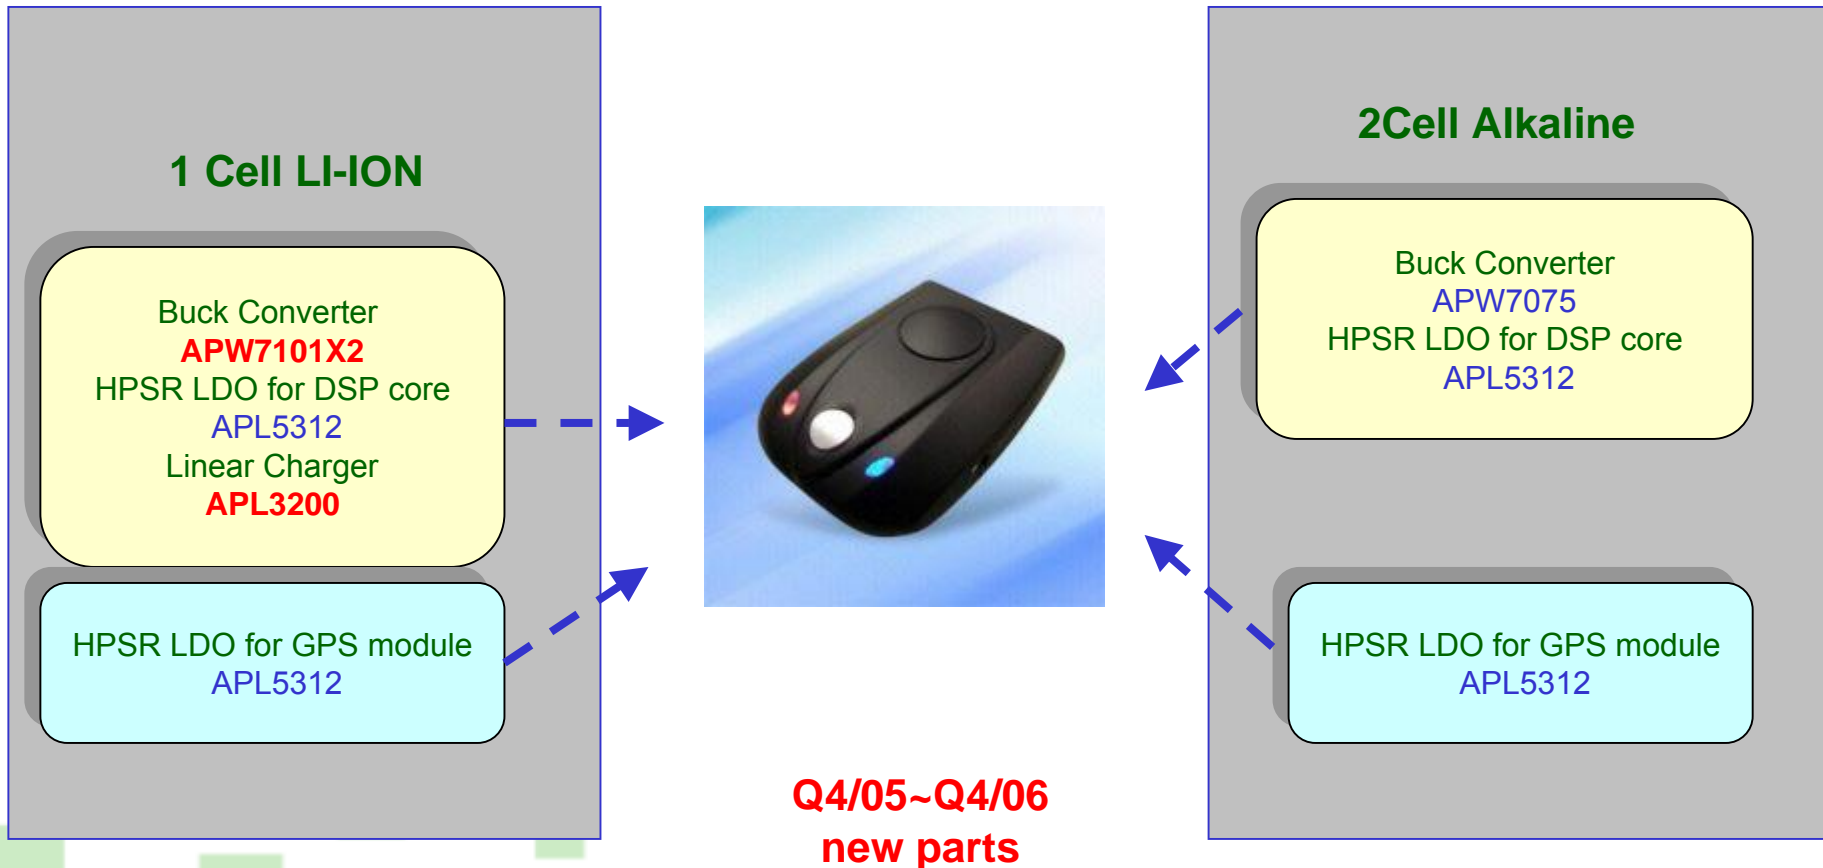 1 Cell LI-ION
Buck Converter
APW7101X2
HPSR LDO for DSP core
APL5312
Linear Charger
APL3200
HPSR LDO for GPS module
APL5312
Q4/05~Q4/06
new parts
2Cell Alkaline
Buck Converter
APW7075
HPSR LDO for DSP core
APL5312
HPSR LDO for GPS module
APL5312